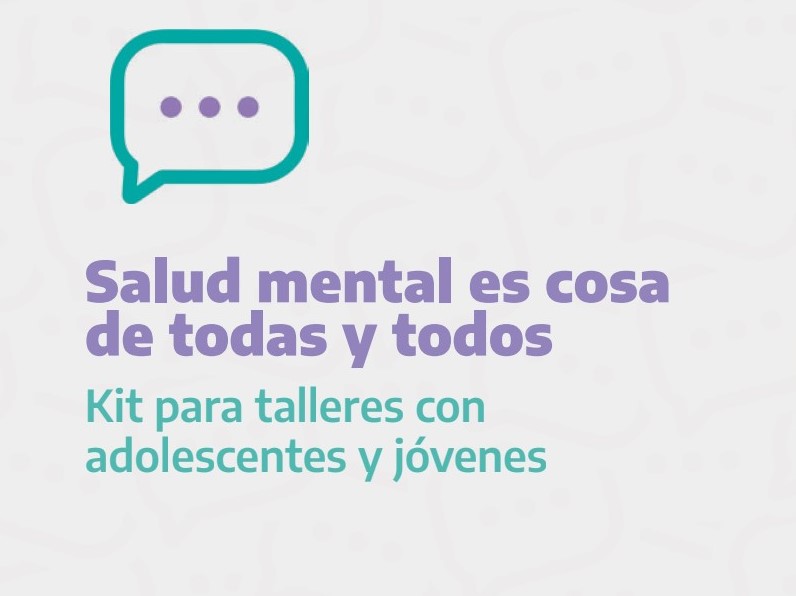 Salud mental es cosa
de todas y todos
Kit para talleres con
adolescentes y jóvenes